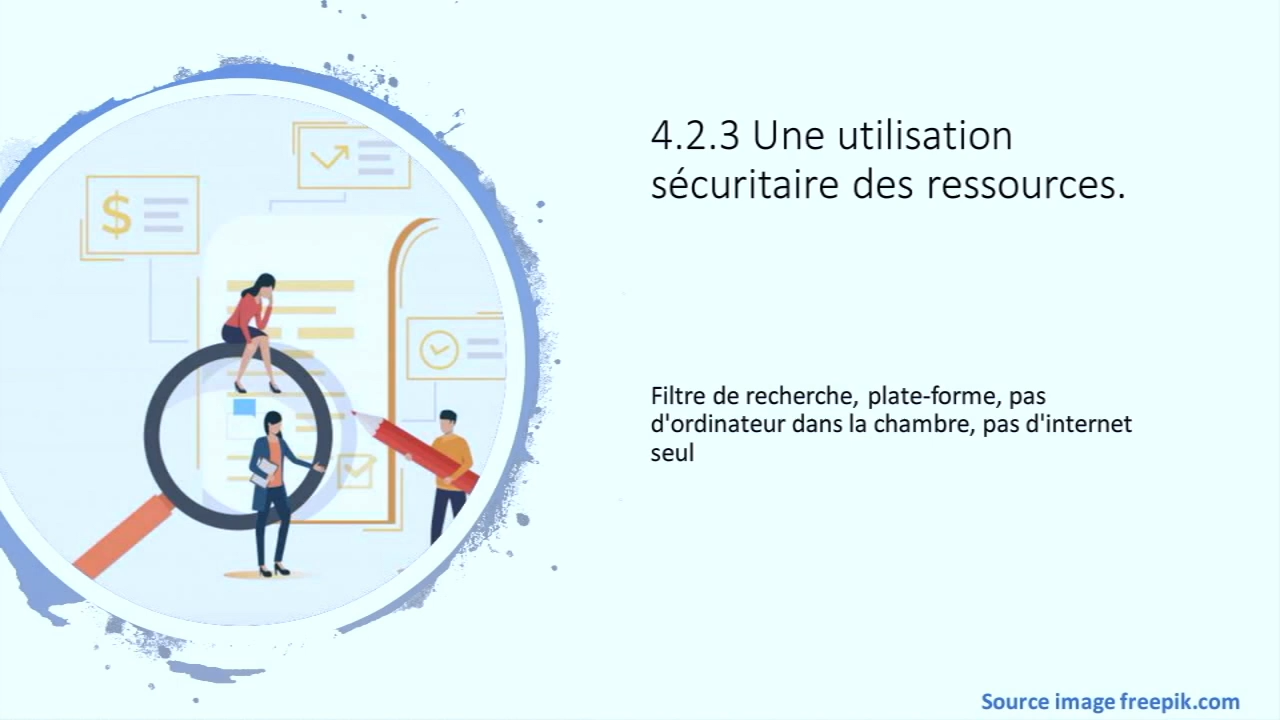 4.2.3 Une utilisation
sécuritaire des ressources.
Filtre de recherche, plate-forme, pas
d'ordinateur dans la chambre, pas d'internet
seul
$
Source image freepik.com